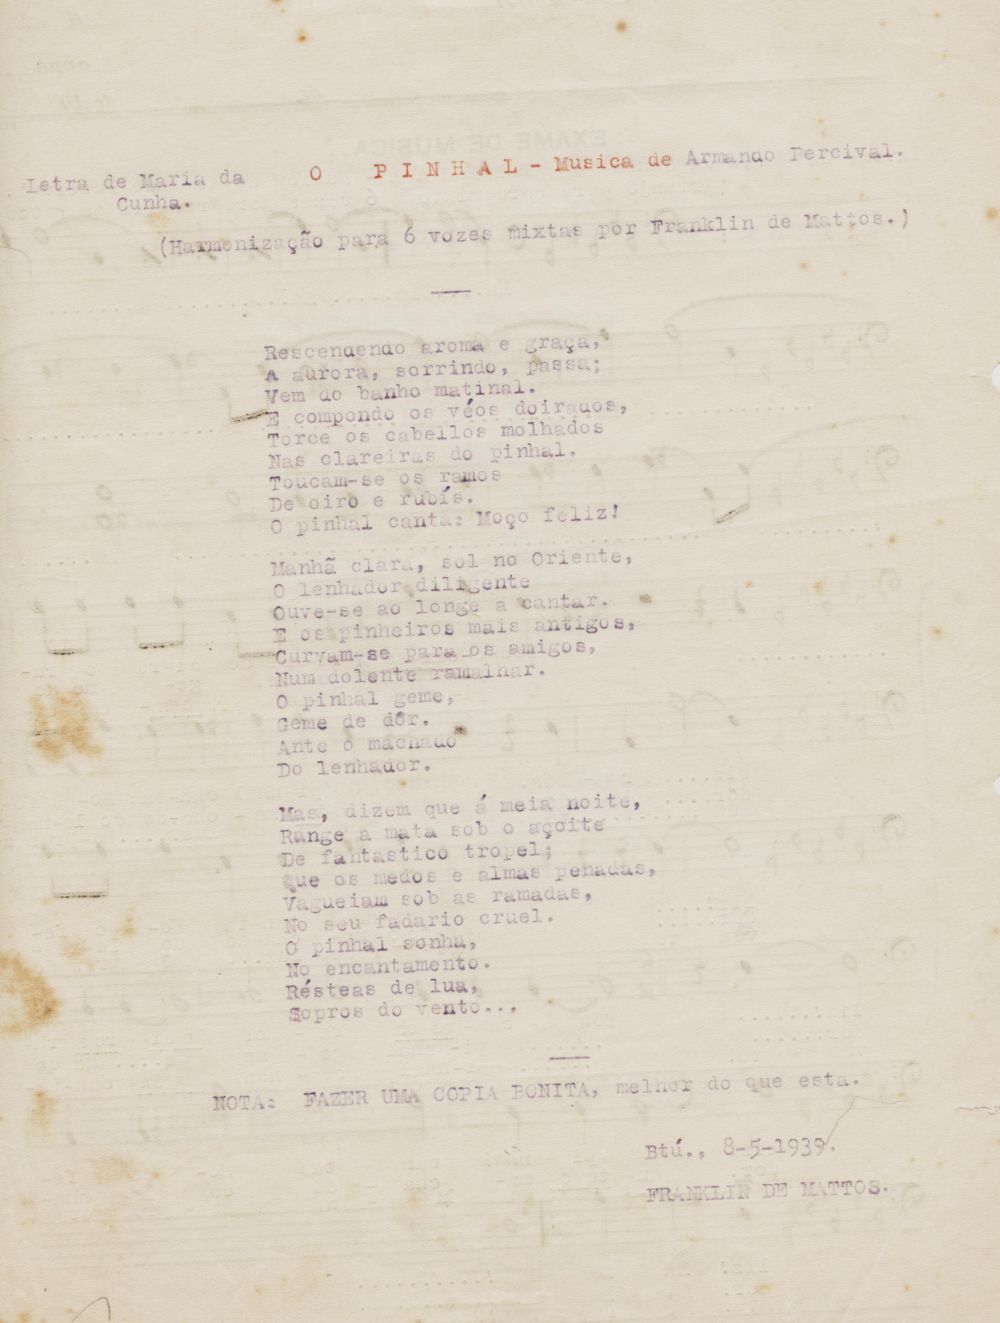 Letra de Maria da O PINHAL - Musica de Armando Percival.
Cunha.
(Harmonização para 6 vozes mixtas por Franklin de Mattos.)
Rescendendo aroma e graça,
A aurora, sorrindo, passa;
Vem do banho matinal.
E compondo os véos doirados,
Torce os cabellos molhados
Nas clareiras do pinhal.
Toucam-se os ramos
De oiro e rubís.
O pinhal canta: Moço feliz!
Manhã clara, sol no Oriente,
O lenhador diligente
Ouve-se ao longe a cantar.
E os pinheiros mais antigos,
Curvam-se para os amigos,
Num dolente ramalhar.
O pinhal geme,
Geme de dôr.
Ante o machado
Do lenhador.
Mas, dizem que á meia noite,
Range a mata sob o açoite
De fantastico tropel;
Que os medos e almas penadas,
Vagueiam sob as ramadas,
No seu fadario cruel.
O pinhal sonha,
No encantamento.
Résteas de lua,
Sopros do vento...
NOTA: FAZER UMA COPIA BONITA, melhor do que esta.
Btú., 8-5-1939.
FRANKLIN DE MATTOS.